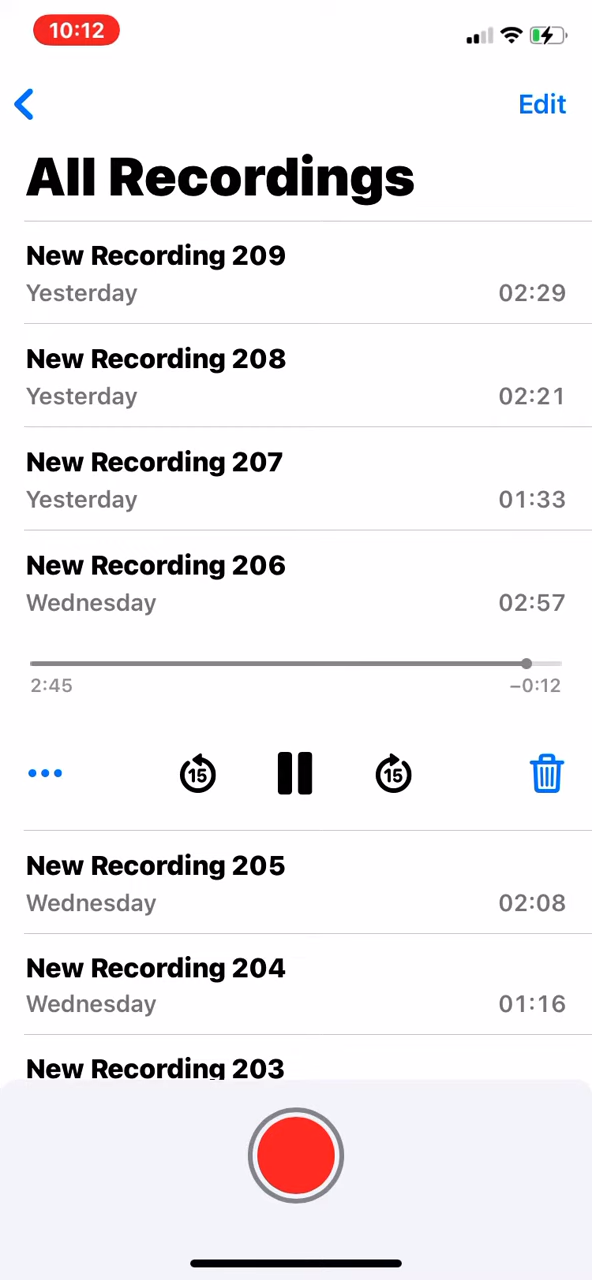 10:12
Edit
All Recordings
New Recording 209
Yesterday 02:29
New Recording 208
Yesterday 02:21
New Recording 207
Yesterday 01:33
New Recording 206
Wednesday 02:57
2:45 −0:12
15 15
New Recording 205
Wednesday 02:08
New Recording 204
Wednesday 01:16
New Recording 203